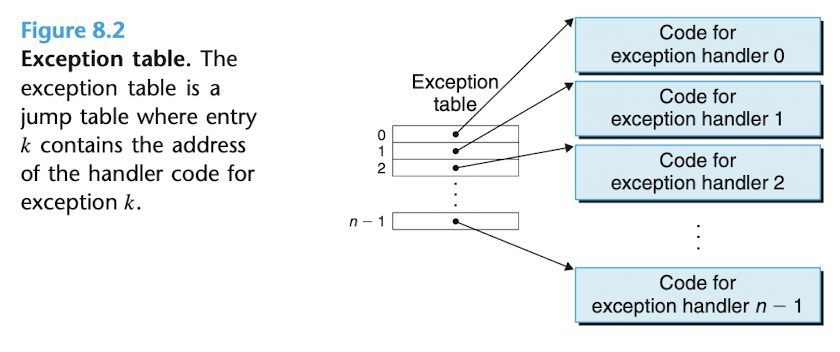 Figure 8.2
Exception table. The
exception table is a
jump table where entry
k contains the address
of the handler code for
exception k.
Exception
table
0
1
2
n − 1
Code for
exception handler 0
Code for
exception handler 1
Code for
exception handler 2
Code for
exception handler n − 1